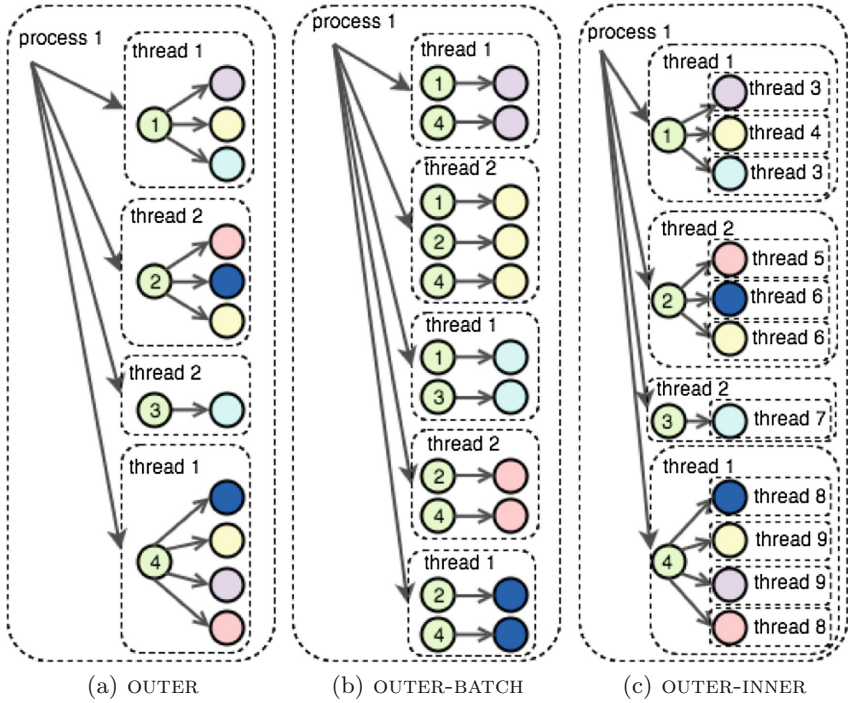 process 1
thread 1
1
thread 2
2
thread 2
3
thread 1
4
(a) OUTER
process 1
thread 1
1
4
thread 2
1
2
4
thread 1
1
3
thread 2
2
4
thread 1
2
4
(b) OUTER-BATCH
process 1
thread 1
1
thread 3
thread 4
thread 3
thread 2
2
thread 5
thread 6
thread 6
thread 2
3
thread 7
thread 1
4
thread 8
thread 9
thread 9
thread 8
(c) OUTER-INNER